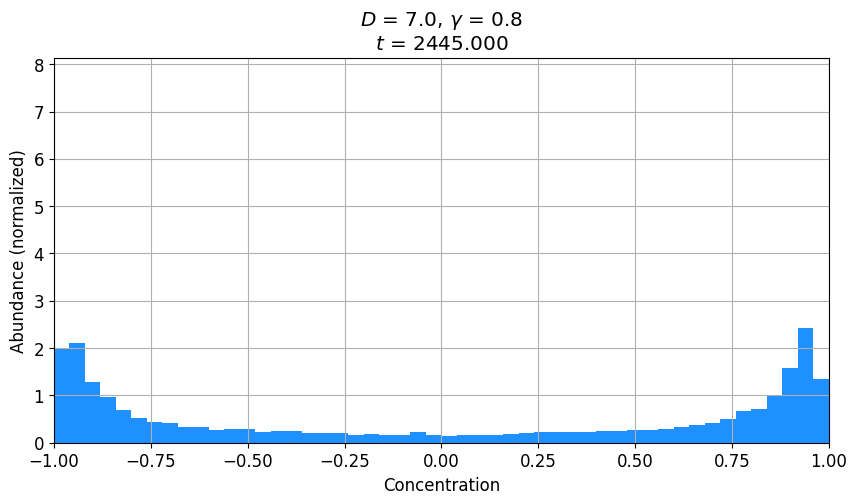 D = 7.0, γ = 0.8
t = 2445.000
Abundance (normalized)
8
7
6
5
4
3
2
1
0
−1.00 −0.75 −0.50 −0.25 0.00 0.25 0.50 0.75 1.00
Concentration